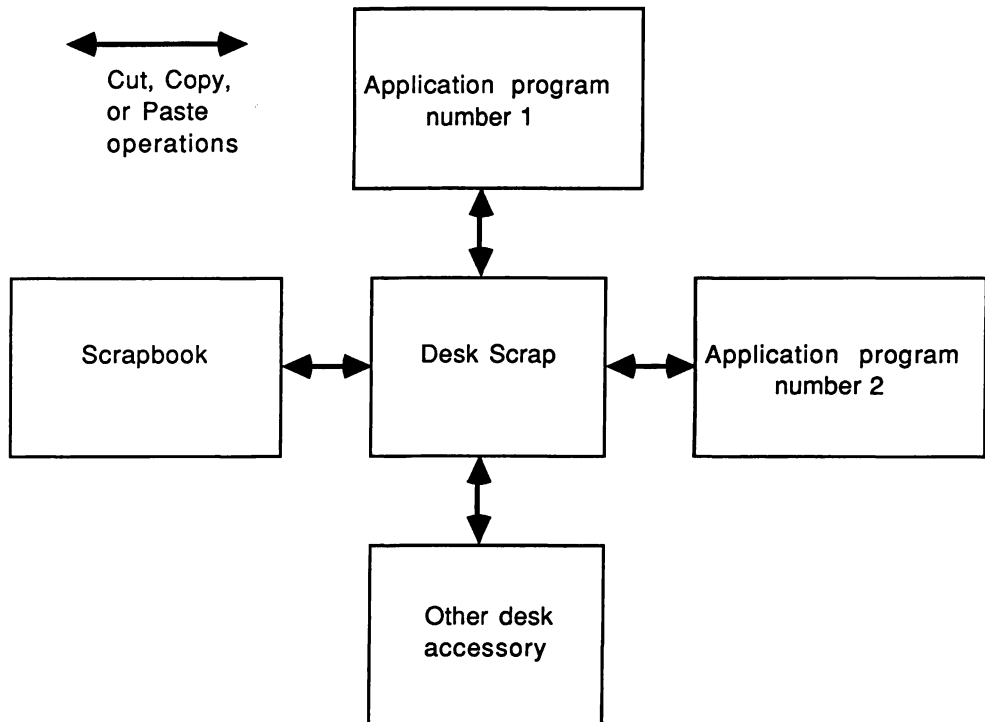 Cut, Copy,
or Paste
operations
Application program
number 1
Scrapbook
Desk Scrap
Application program
number 2
Other desk
accessory